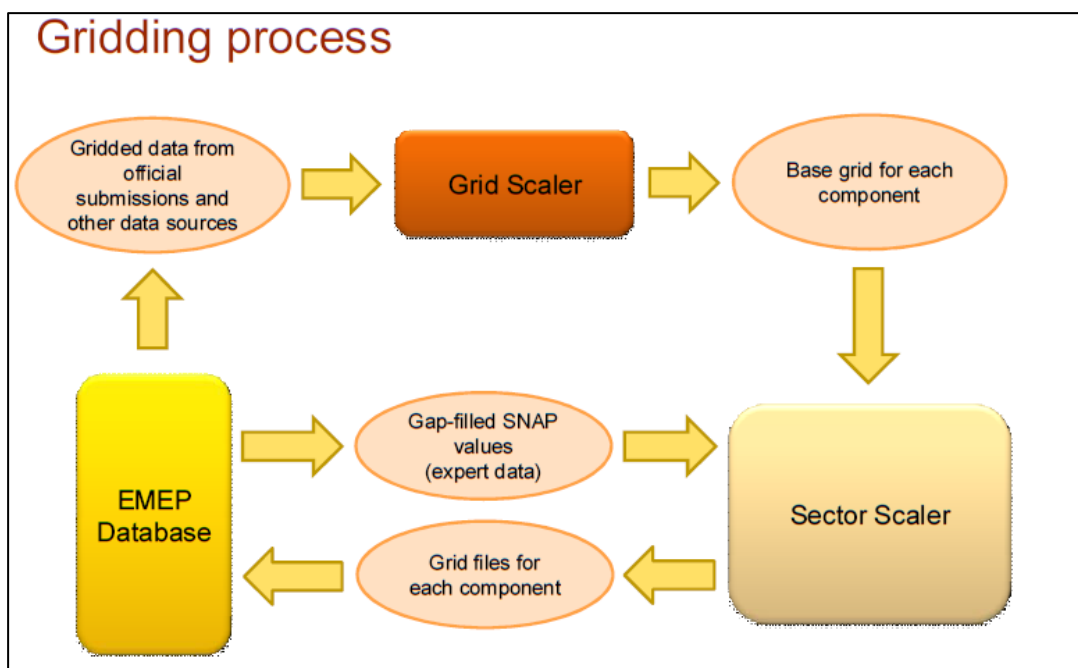 Gridding process
Gridded data from
official
submissions and
other data sources
Grid Scaler
Base grid for each
component
EMEP
Database
Gap-filled SNAP
values
(expert data)
Sector Scaler
Grid files for
each component